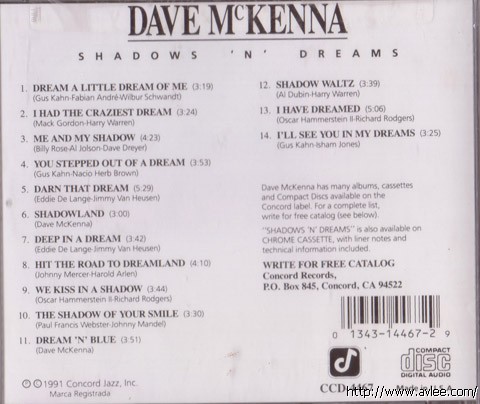 DAVE McKENNA
SHADOWS 'N' DREAMS
1. DREAM A LITTLE DREAM OF ME (3:19)
(Gus Kahn-Fabian André-Wilbur Schwandt)
2. I HAD THE CRAZIEST DREAM (3:24)
(Mack Gordon-Harry Warren)
3. ME AND MY SHADOW (4:23)
(Billy Rose-Al Jolson-Dave Dreyer)
4. YOU STEPPED OUT OF A DREAM (3:53)
(Gus Kahn-Nacio Herb Brown)
5. DARN THAT DREAM (5:29)
(Eddie De Lange-Jimmy Van Heusen)
6. SHADOWLAND (3:00)
(Dave McKenna)
7. DEEP IN A DREAM (3:42)
(Eddie De Lange-Jimmy Van Heusen)
8. HIT THE ROAD TO DREAMLAND (4:10)
(Johnny Mercer-Harold Arlen)
9. WE KISS IN A SHADOW (3:44)
(Oscar Hammerstein II-Richard Rodgers)
10. THE SHADOW OF YOUR SMILE (3:30)
(Paul Francis Webster-Johnny Mandel)
11. DREAM 'N' BLUE (3:51)
(Dave McKenna)
12. SHADOW WALTZ (3:39)
(Al Dubin-Harry Warren)
13. I HAVE DREAMED (5:06)
(Oscar Hammerstein II-Richard Rodgers)
14. I'LL SEE YOU IN MY DREAMS (3:25)
(Gus Kahn-Isham Jones)
Dave McKenna has many albums, cassettes
and Compact Discs available on the
Concord label. For a complete list,
write for free catalog (see below).
"SHADOWS 'N' DREAMS" is also available on
CHROME CASSETTE, with liner notes and
technical information included.
WRITE FOR FREE CATALOG
Concord Records,
P.O. Box 845, Concord, CA 94522
0 13431-14467-2 9
COMPACT
disc
DIGITAL AUDIO
℗ © 1991 Concord Jazz, Inc.
Marca Registrada
CCD-4467
Made in U.S.A.
http://www.avlee.com/